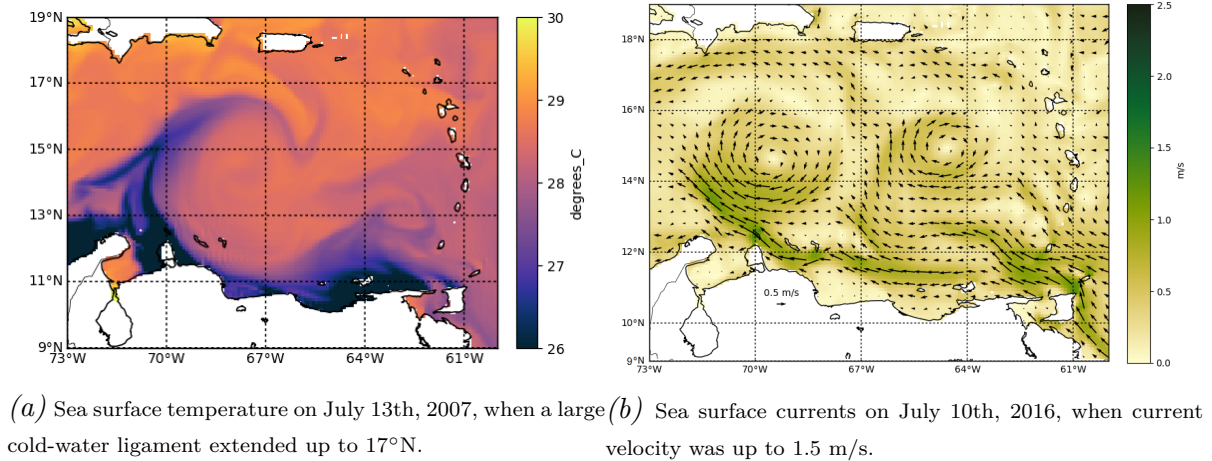 19°N
17°N
15°N
13°N
11°N
9°N
73°W 70°W 67°W 64°W 61°W
30
29
28
27
26
degrees_C
18°N
16°N
14°N
12°N
10°N
9°N
73°W 70°W 67°W 64°W 61°W
0.5 m/s
2.5
2.0
1.5
1.0
0.5
0.0
m/s
(a) Sea surface temperature on July 13th, 2007, when a large
cold-water ligament extended up to 17°N.
(b) Sea surface currents on July 10th, 2016, when current
velocity was up to 1.5 m/s.